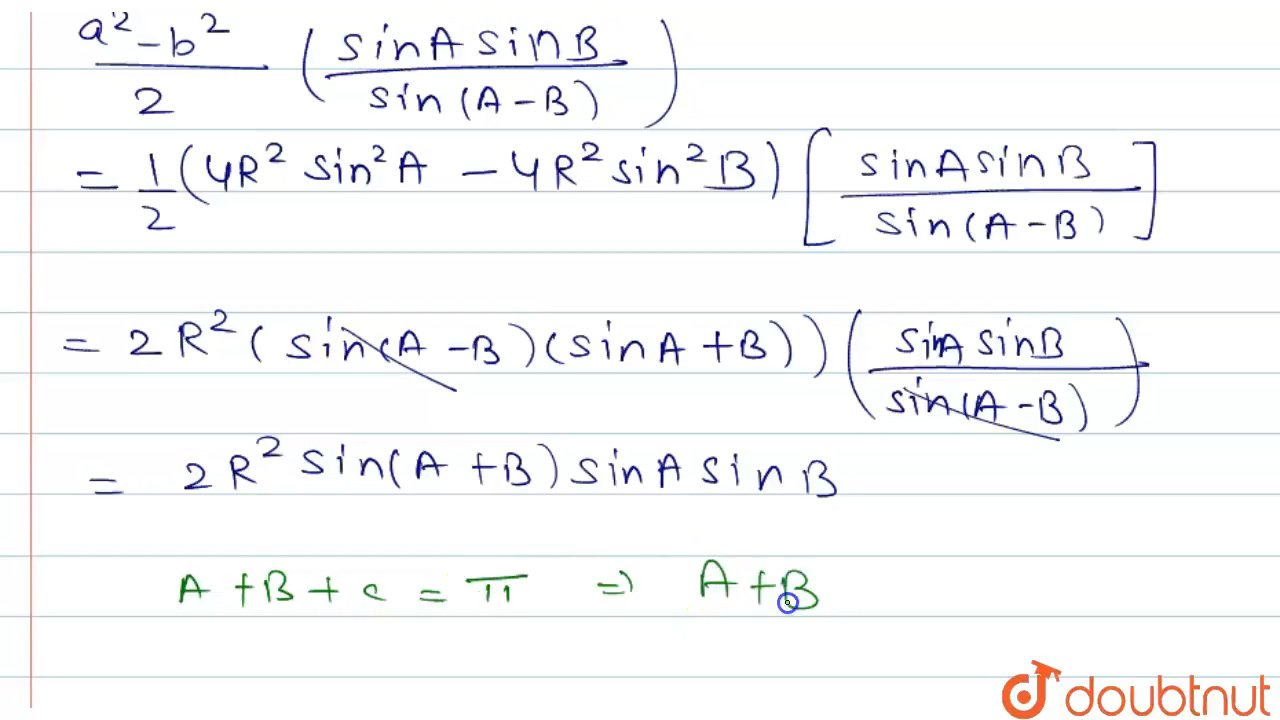 a² - b² / 2 ( sinA sinB / sin(A-B) )
= 1/2 (4R² sin²A - 4R² sin²B) [ sinA sinB / sin(A-B) ]
= 2R² ( sin(A-B)(sinA+B)) ( sinA sinB / sin(A-B) )
= 2R² sin(A+B) sinA sinB
A+B+c = π ⇒ A+B
doubtnut